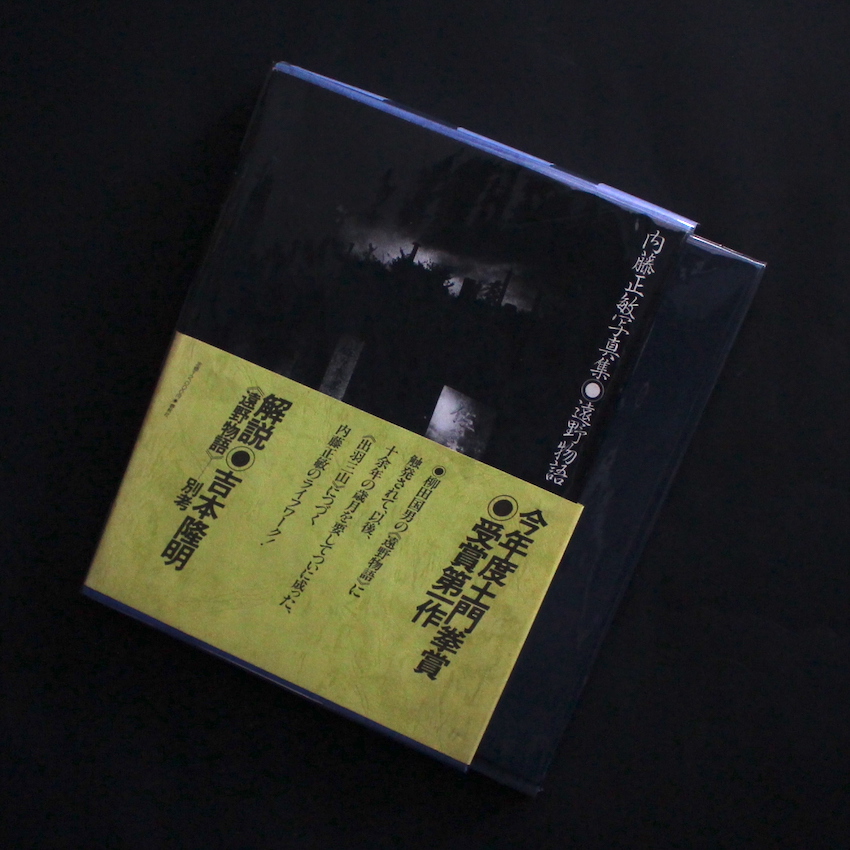 内藤正敏写真集◉遠野物語
今年度土門拳賞
◉受賞第一作
●柳田国男の《遠野物語》に
触発されて、以後、
十余年の歳月を要してついに成った、
《出羽三山》につづく
内藤正敏のライフワーク!
解説◉吉本隆明
《遠野物語》別考